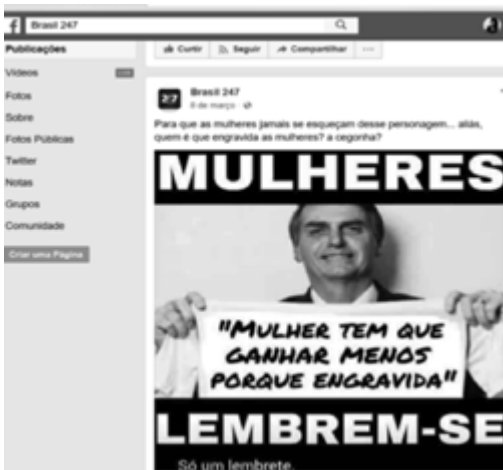 f Brasil 247
Publicações
Curtir Seguir Compartilhar ...
Vídeos
Fotos
Sobre
Fotos Públicas
Twitter
Notas
Grupos
Comunidade
Criar uma Página
247
Brasil 247
8 de março ·
Para que as mulheres jamais se esqueçam desse personagem... aliás,
quem é que engravida as mulheres? a cegonha?
MULHERES
"MULHER TEM QUE
GANHAR MENOS
PORQUE ENGRAVIDA"
LEMBREM-SE
Só um lembrete.